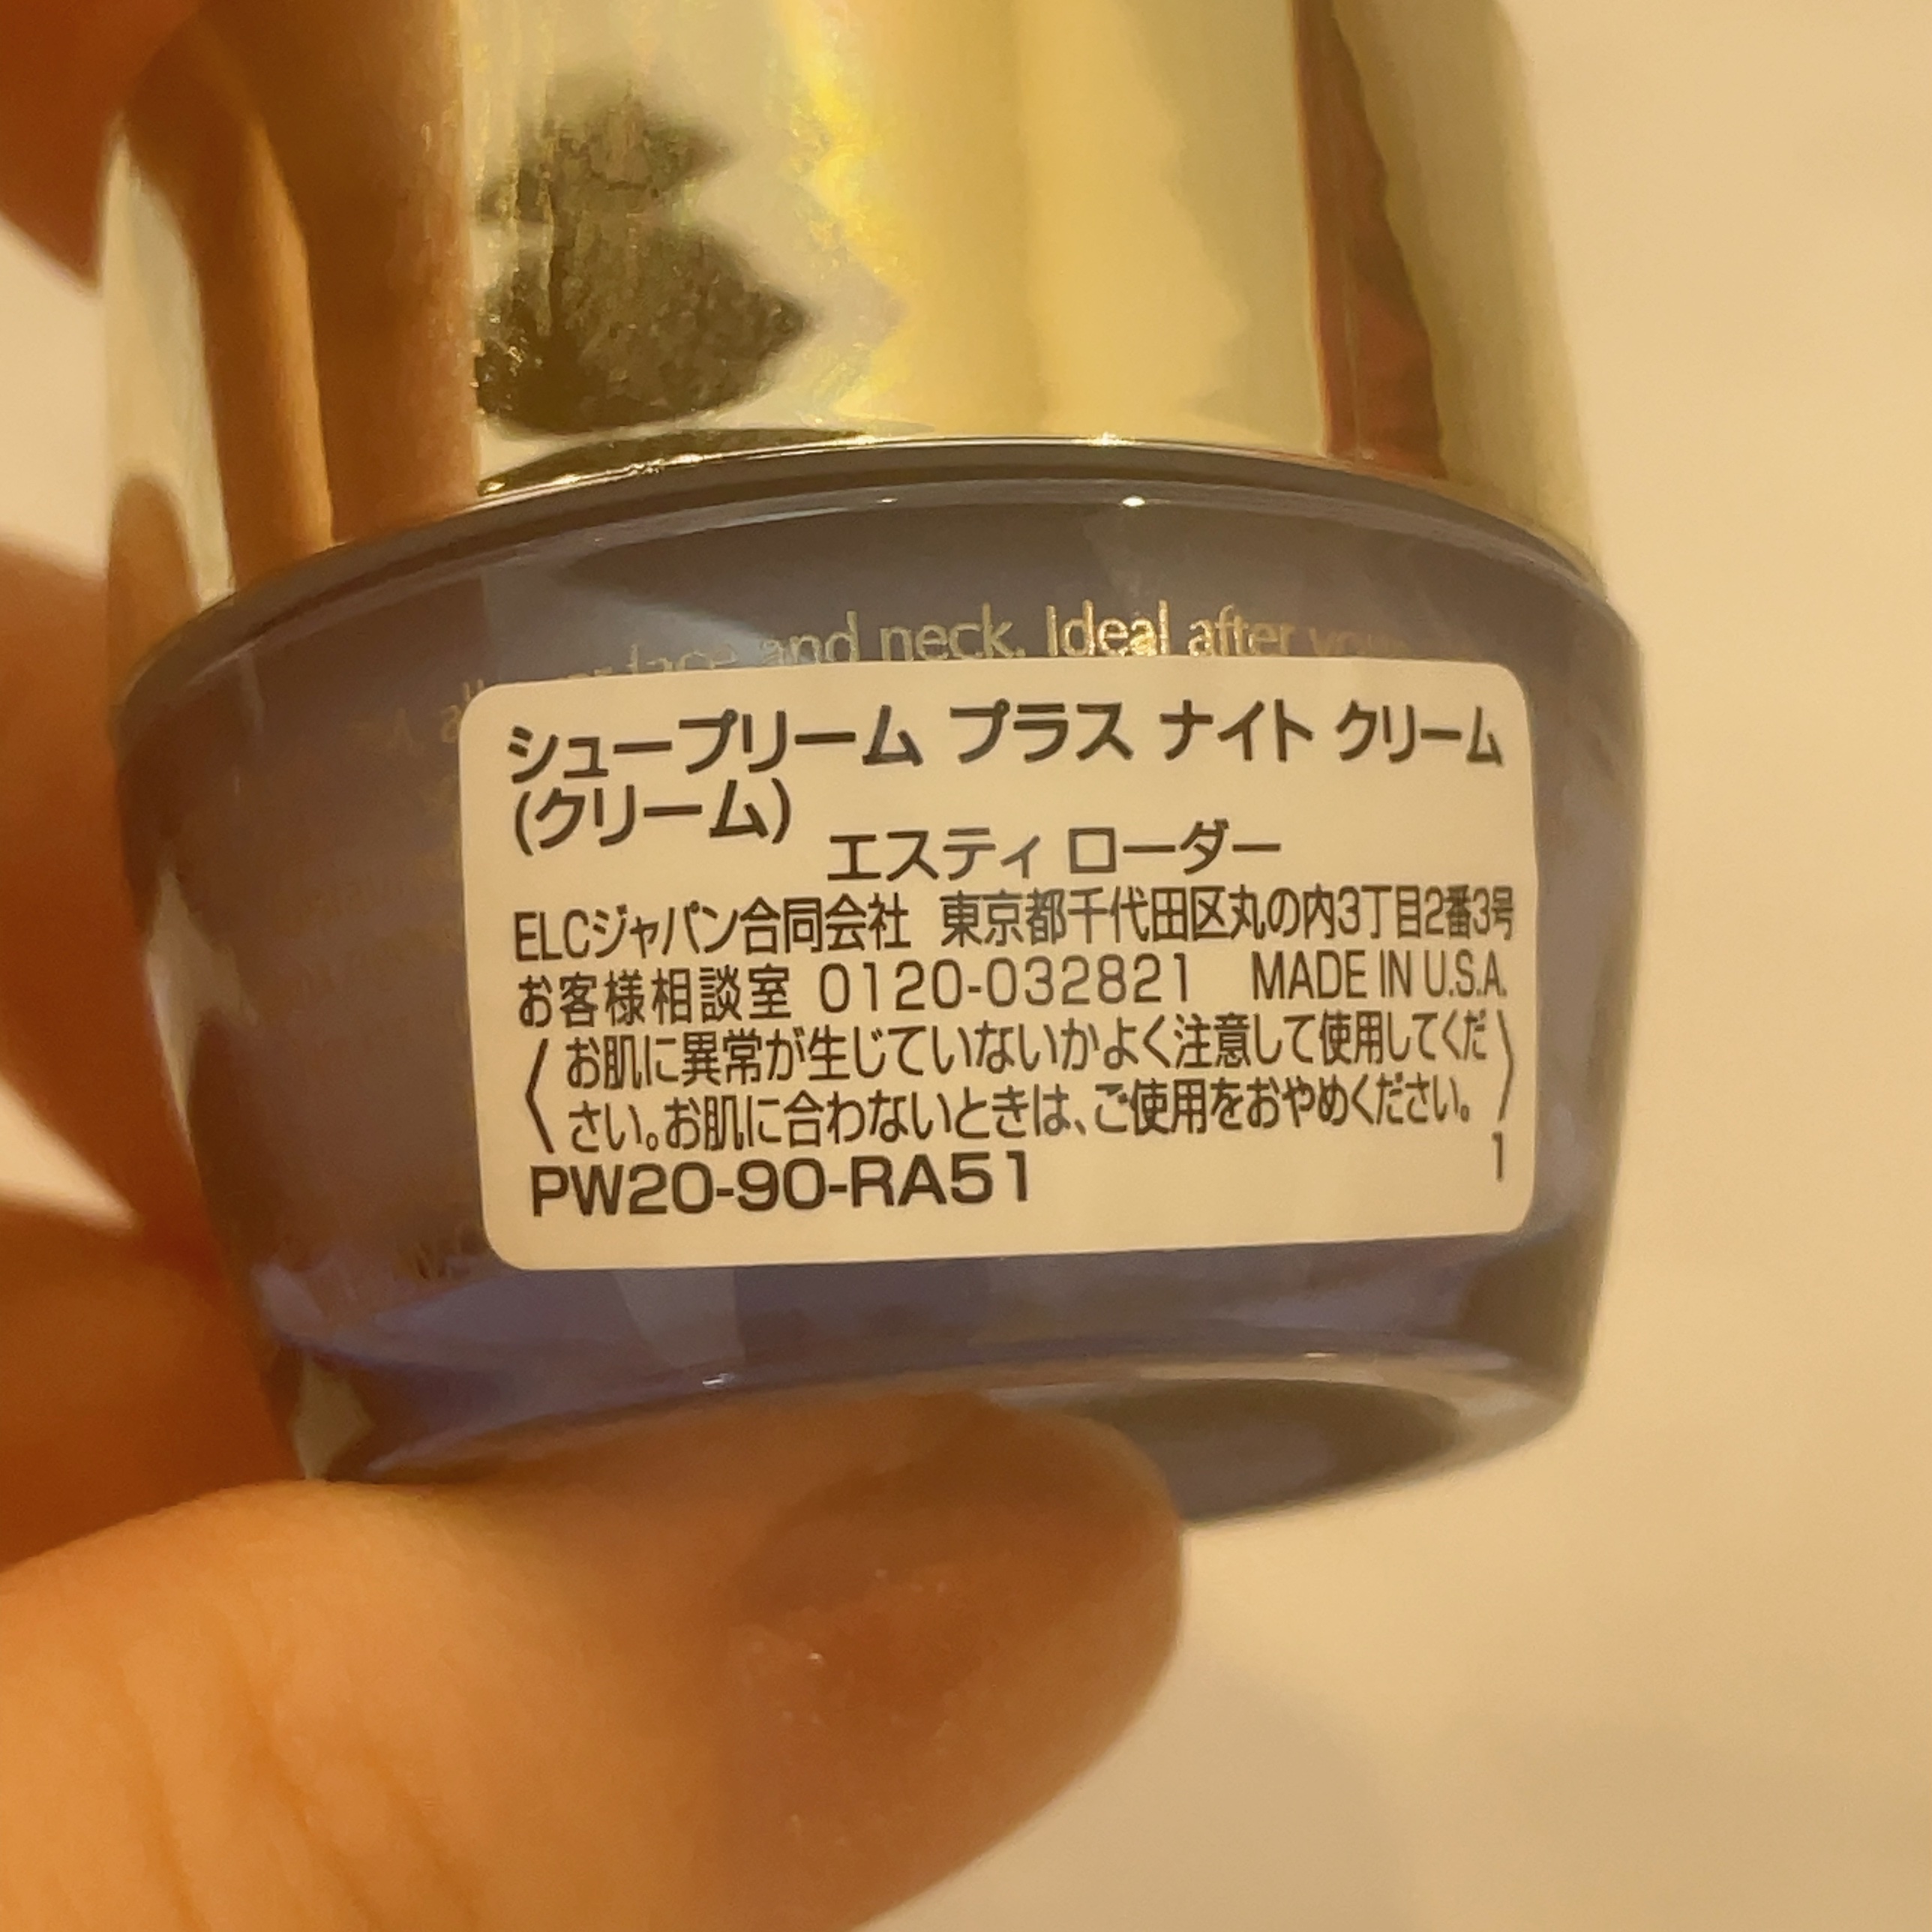 and neck. Ideal after
シュープリーム プラス ナイト クリーム
(クリーム)
エスティ ローダー
ELCジャパン合同会社 東京都千代田区丸の内3丁目2番3号
お客様相談室 0120-032821 MADE IN U.S.A.
〈お肌に異常が生じていないかよく注意して使用してくだ
さい。お肌に合わないときは、ご使用をおやめください。〉
PW20-90-RA51 1